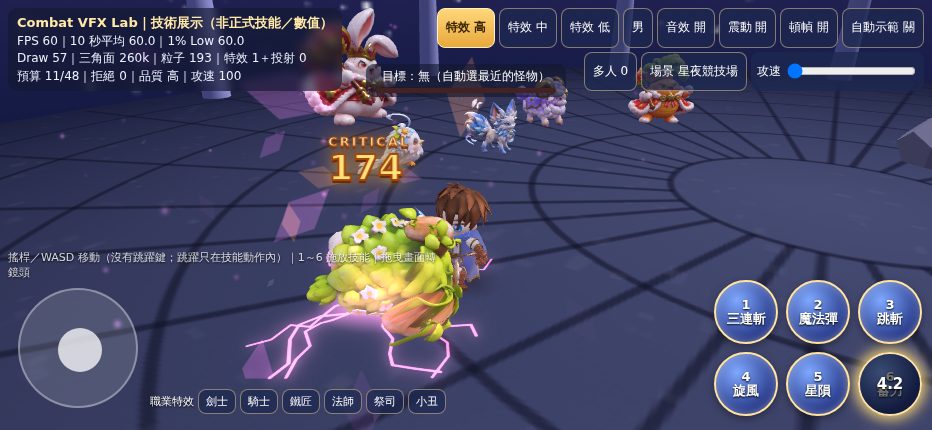 Combat VFX Lab｜技術展示（非正式技能／數值）
FPS 60｜10 秒平均 60.0｜1% Low 60.0
Draw 57｜三角面 260k｜粒子 193｜特效 1＋投射 0
預算 11/48｜拒絕 0｜品質 高｜攻速 100
特效 高
特效 中
特效 低
男
音效 開
震動 開
頓幀 開
自動示範 關
多人 0
場景 星夜競技場
攻速
目標：無（自動選最近的怪物）
CRITICAL
174
搖桿／WASD 移動（沒有跳躍鍵；跳躍只在技能動作內）｜1～6 施放技能｜拖曳畫面轉
鏡頭
1
三連斬
2
魔法彈
3
跳斬
4
旋風
5
星隕
6
4.2
蓄力
職業特效
劍士
騎士
鐵匠
法師
祭司
小丑